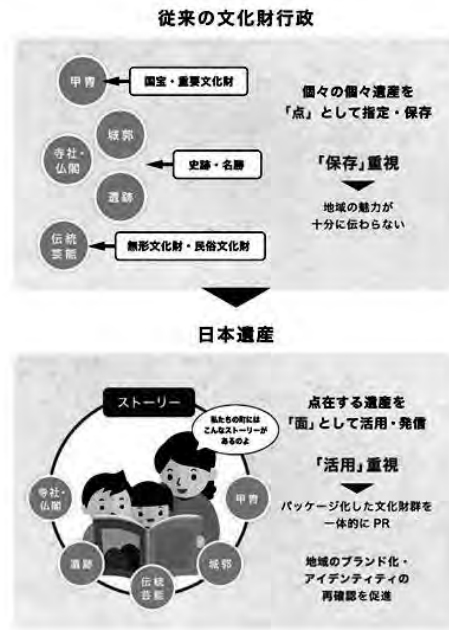 従来の文化財行政
甲冑
国宝・重要文化財
城郭
寺社・
仏閣
史跡・名勝
遺跡
伝統
芸能
無形文化財・民俗文化財
個々の個々遺産を
「点」として指定・保存
「保存」重視
地域の魅力が
十分に伝わらない
日本遺産
ストーリー
私たちの町には
こんなストーリーが
あるのよ
寺社・
仏閣
甲冑
遺跡
城郭
伝統
芸能
点在する遺産を
「面」として活用・発信
「活用」重視
パッケージ化した文化財群を
一体的に PR
地域のブランド化・
アイデンティティの
再確認を促進